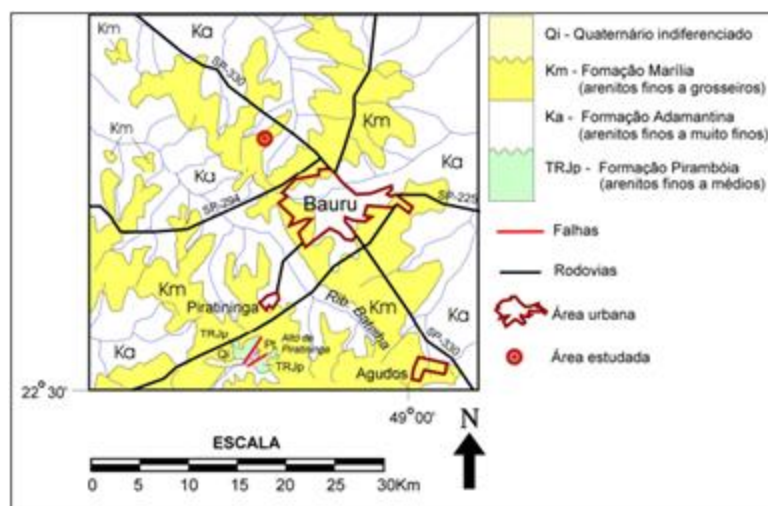 Km
Ka
SP-330
Km
Km
Ka
Ka
SP-294
Bauru
SP-225
Km
Piratininga
Rib. Batalha
Km
Ka
SP-330
Ka
TRJp
Alto de
Piratininga
Pt
Qi
TRJp
Km
Agudos
22° 30'
49° 00'
N
ESCALA
0 5 10 15 20 25 30Km
Qi - Quaternário indiferenciado
Km - Fomação Marília
(arenitos finos a grosseiros)
Ka - Formação Adamantina
(arenitos finos a muito finos)
TRJp - Formação Pirambóia
(arenitos finos a médios)
Falhas
Rodovias
Área urbana
Área estudada